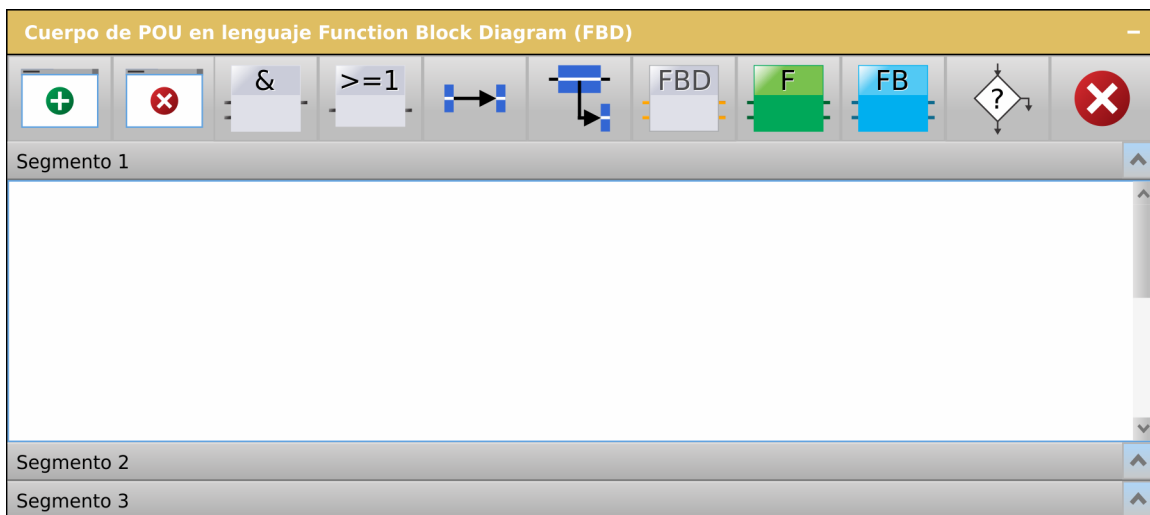 Cuerpo de POU en lenguaje Function Block Diagram (FBD)
& >=1 FBD F FB ?
Segmento 1
Segmento 2
Segmento 3